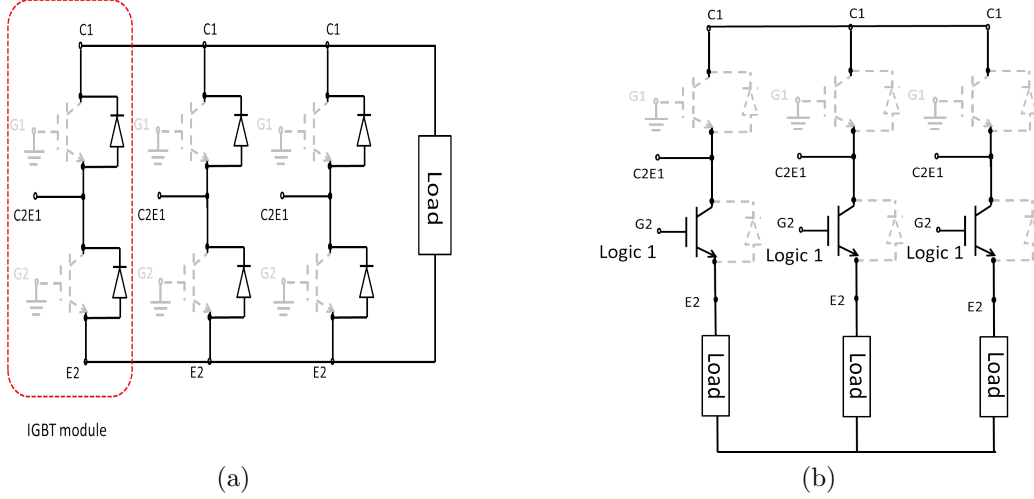 C1 C1 C1
G1 G1 G1
C2E1 C2E1 C2E1
Load
G2 G2 G2
E2 E2 E2
IGBT module
(a)
C1 C1 C1
G1 G1 G1
C2E1 C2E1 C2E1
G2 G2 G2
Logic 1 Logic 1 Logic 1
E2 E2 E2
Load Load Load
(b)